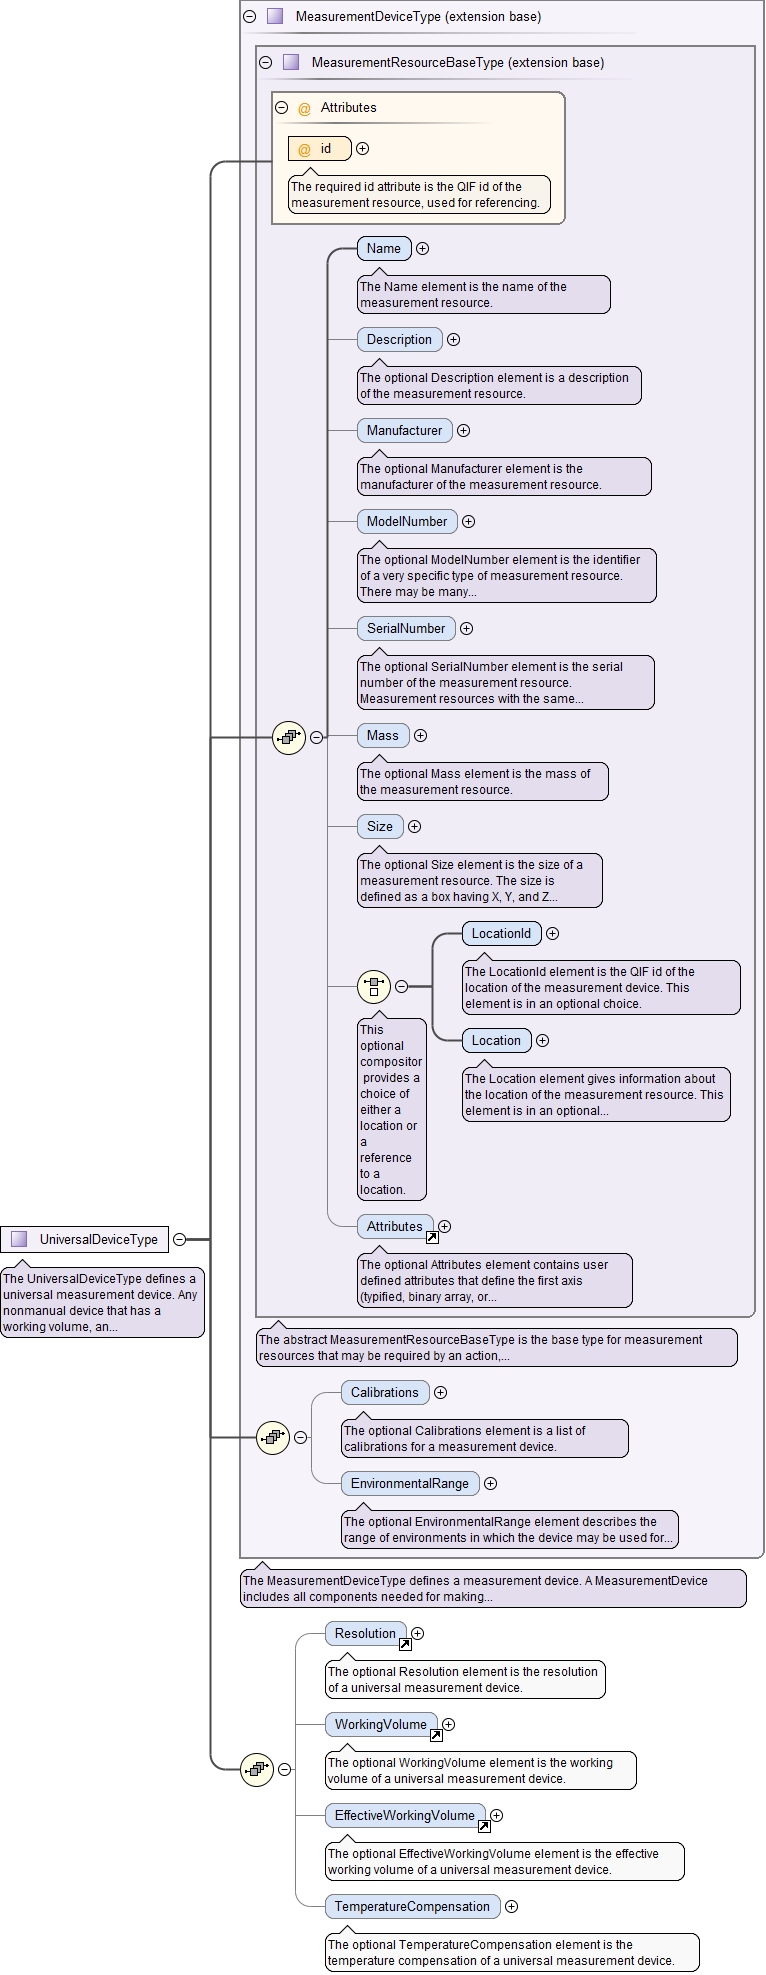 MeasurementDeviceType (extension base)
MeasurementResourceBaseType (extension base)
@ Attributes
@ id
The required id attribute is the QIF id of the
measurement resource, used for referencing.
Name
The Name element is the name of the
measurement resource.
Description
The optional Description element is a description
of the measurement resource.
Manufacturer
The optional Manufacturer element is the
manufacturer of the measurement resource.
ModelNumber
The optional ModelNumber element is the identifier
of a very specific type of measurement resource.
There may be many...
SerialNumber
The optional SerialNumber element is the serial
number of the measurement resource.
Measurement resources with the same...
Mass
The optional Mass element is the mass of
the measurement resource.
Size
The optional Size element is the size of a
measurement resource. The size is
defined as a box having X, Y, and Z...
LocationId
The LocationId element is the QIF id of the
location of the measurement device. This
element is in an optional choice.
Location
The Location element gives information about
the location of the measurement resource. This
element is in an optional...
This
optional
compositor
provides a
choice of
either a
location or
a
reference
to a
location.
Attributes
The optional Attributes element contains user
defined attributes that define the first axis
(typified, binary array, or...
UniversalDeviceType
The UniversalDeviceType defines a
universal measurement device. Any
nonmanual device that has a
working volume, an...
The abstract MeasurementResourceBaseType is the base type for measurement
resources that may be required by an action,...
Calibrations
The optional Calibrations element is a list of
calibrations for a measurement device.
EnvironmentalRange
The optional EnvironmentalRange element describes the
range of environments in which the device may be used for...
The MeasurementDeviceType defines a measurement device. A MeasurementDevice
includes all components needed for making...
Resolution
The optional Resolution element is the resolution
of a universal measurement device.
WorkingVolume
The optional WorkingVolume element is the working
volume of a universal measurement device.
EffectiveWorkingVolume
The optional EffectiveWorkingVolume element is the effective
working volume of a universal measurement device.
TemperatureCompensation
The optional TemperatureCompensation element is the
temperature compensation of a universal measurement device.